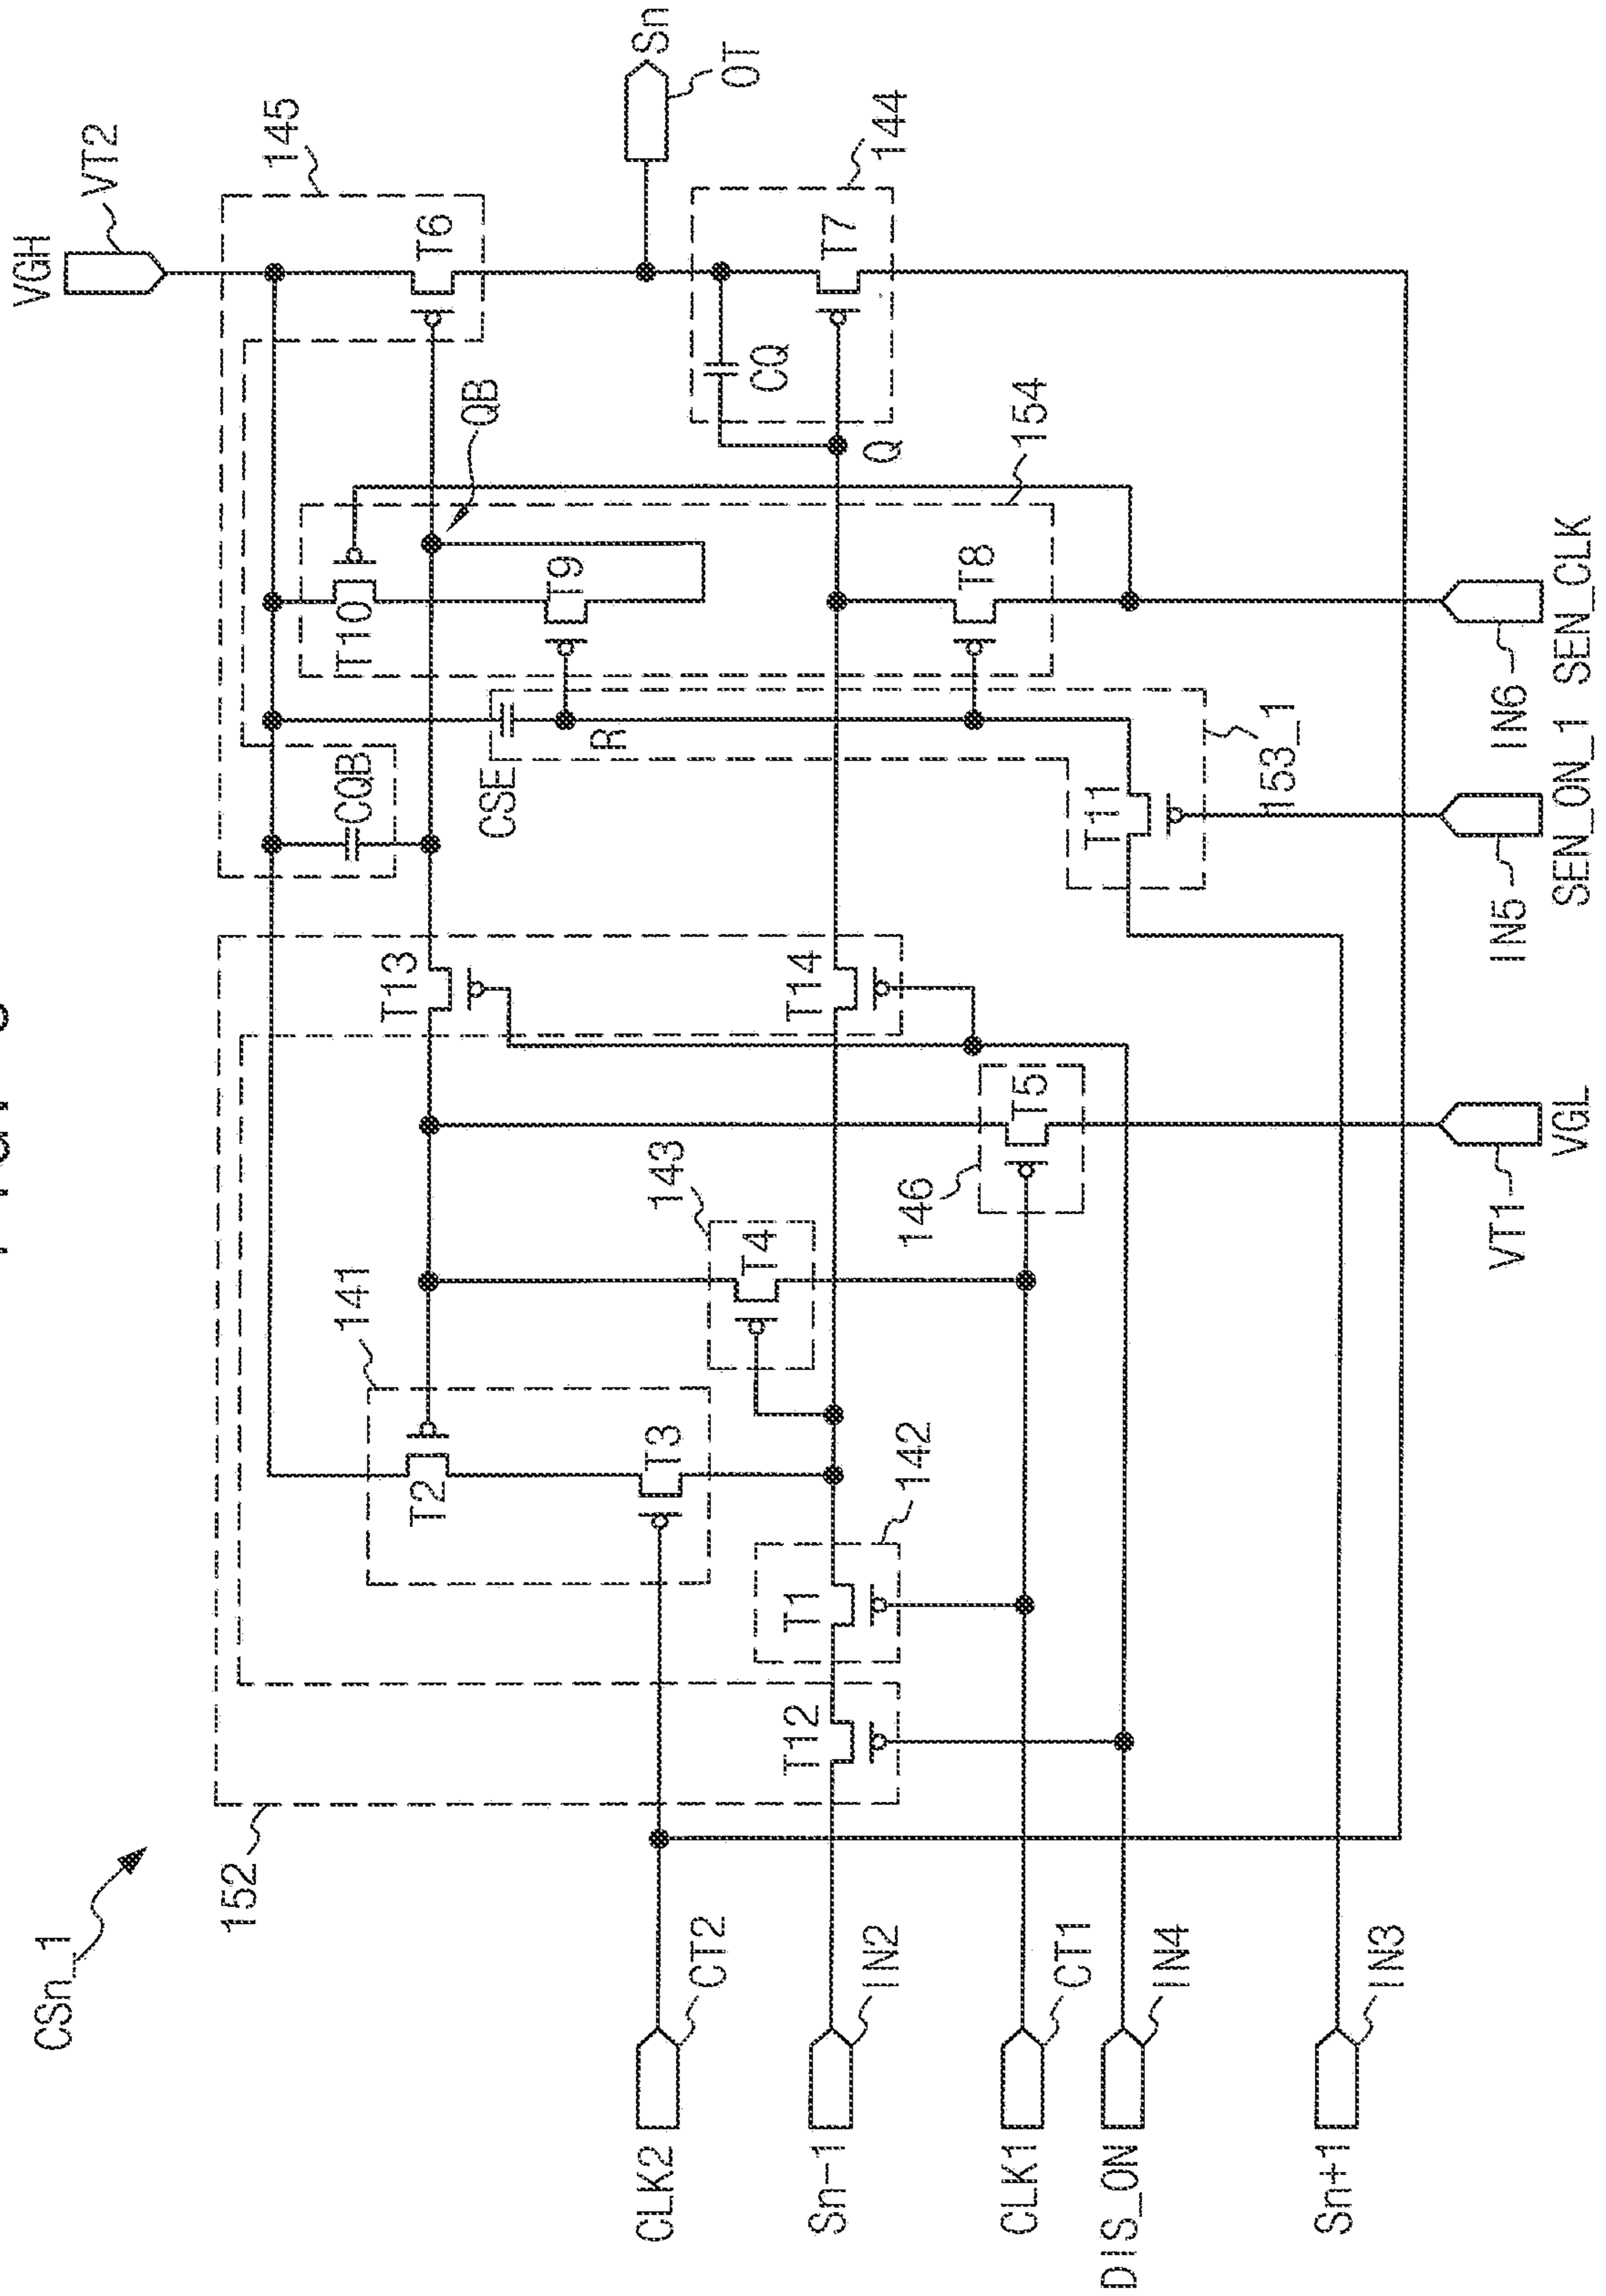 CSn_1
152
VGH
VT2
145
T6
Sn
OT
144
T7
CQ
Q
QB
154
T10
T9
T8
CQB
CSE
R
T11
153_1
T13
T14
141
T2
T3
143
T4
146
T5
142
T1
T12
CLK2
CT2
Sn-1
IN2
CLK1
CT1
DIS_ON
IN4
Sn+1
IN3
VT1
VGL
IN5
SEN_ON_1
IN6
SEN_CLK